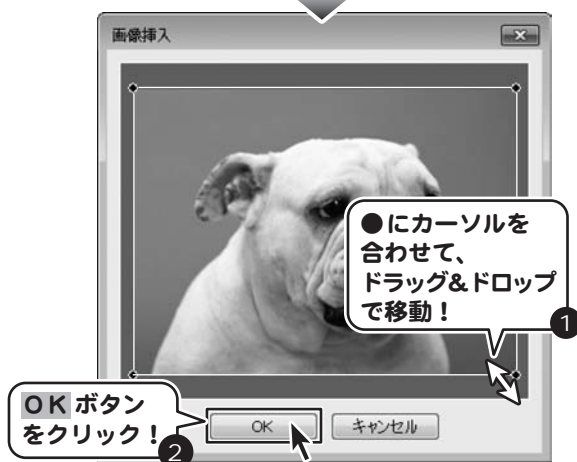 画像挿入
●にカーソルを
合わせて、
ドラッグ&ドロップ
で移動！
1
OKボタン
をクリック！
2
OK
キャンセル